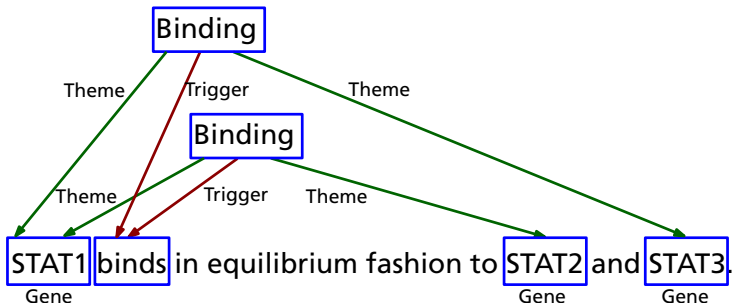 Binding
Theme Trigger Theme
Binding
Theme Trigger Theme
STAT1 binds in equilibrium fashion to STAT2 and STAT3.
Gene Gene Gene